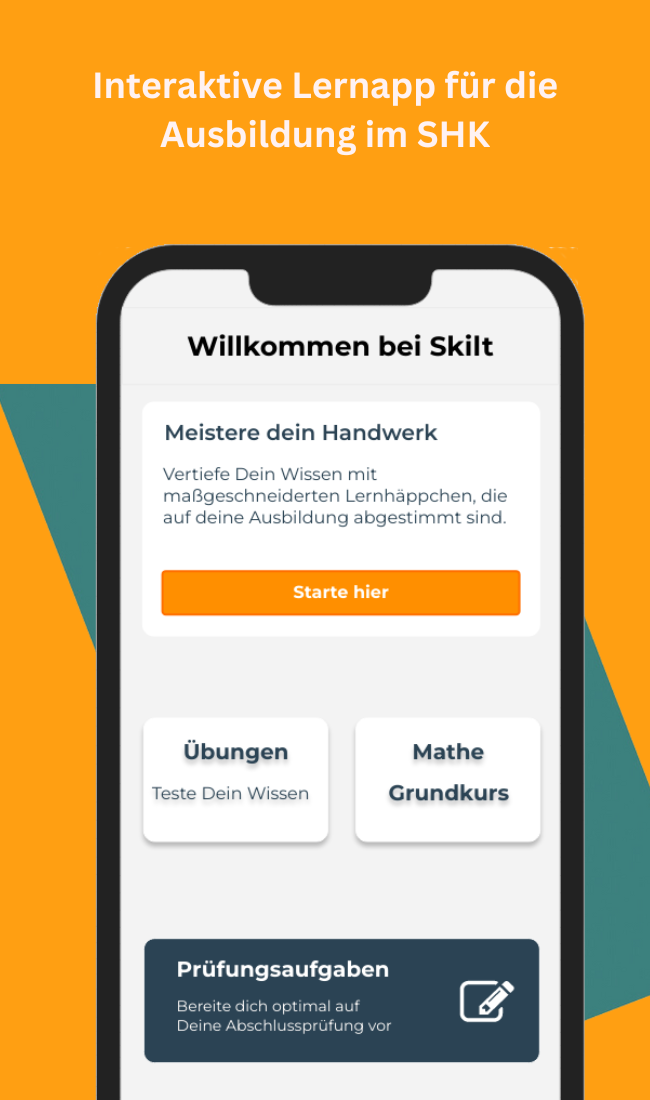 Interaktive Lernapp für die
Ausbildung im SHK
Willkommen bei Skilt
Meistere dein Handwerk
Vertiefe Dein Wissen mit
maßgeschneiderten Lernhäppchen, die
auf deine Ausbildung abgestimmt sind.
Starte hier
Übungen
Teste Dein Wissen
Mathe
Grundkurs
Prüfungsaufgaben
Bereite dich optimal auf
Deine Abschlussprüfung vor